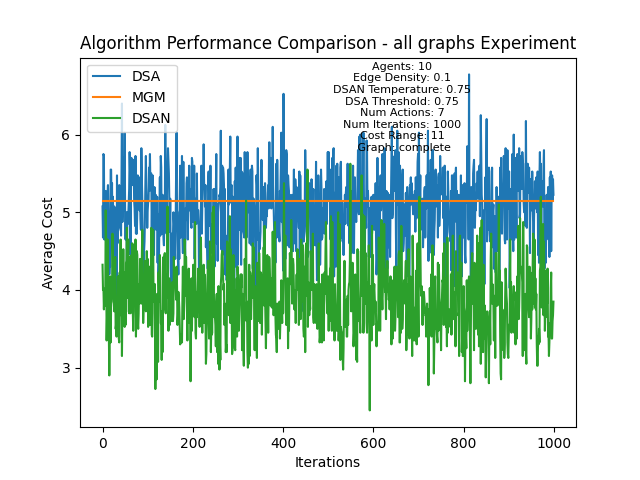 Algorithm Performance Comparison - all graphs Experiment
DSA
MGM
DSAN
Agents: 10
Edge Density: 0.1
DSAN Temperature: 0.75
DSA Threshold: 0.75
Num Actions: 7
Num Iterations: 1000
Cost Range: 11
Graph: complete
Average Cost
6
5
4
3
0
200
400
600
800
1000
Iterations